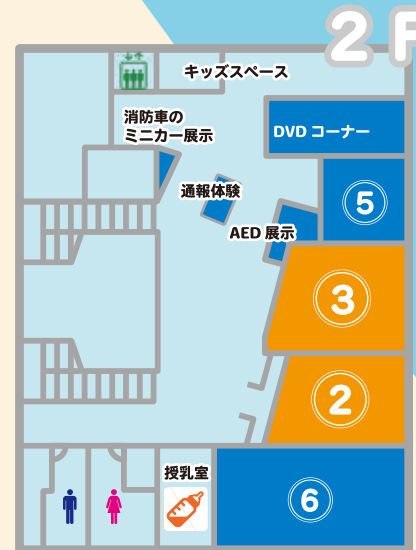 2F
キッズスペース
消防車の
ミニカー展示
DVD コーナー
通報体験
5
AED 展示
3
2
授乳室
6